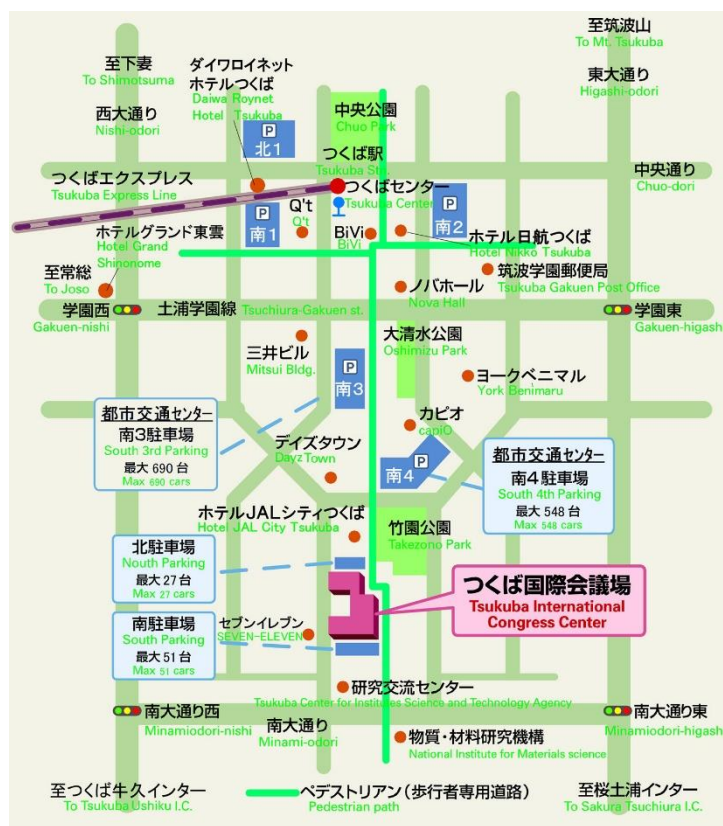 至筑波山
To Mt. Tsukuba
至下妻
To Shimotsuma
ダイワロイネット
ホテルつくば
Daiwa Roynet
Hotel Tsukuba
東大通り
Higashi-odori
西大通り
Nishi-odori
中央公園
Chuo Park
P
北1
つくば駅
Tsukuba Stn.
中央通り
Chuo-dori
つくばエクスプレス
Tsukuba Express Line
つくばセンター
Tsukuba Center
Q't
Q't
P
南1
BiVi
BiVi
P
南2
ホテルグランド東雲
Hotel Grand
Shinonome
ホテル日航つくば
Hotel Nikko Tsukuba
筑波学園郵便局
Tsukuba Gakuen Post Office
至常総
To Joso
ノバホール
Nova Hall
学園西
Gakuen-nishi
土浦学園線
Tsuchiura-Gakuen st.
学園東
Gakuen-higash
三井ビル
Mitsui Bldg.
大清水公園
Oshimizu Park
P
南3
ヨークベニマル
York Benimaru
都市交通センター
南3駐車場
South 3rd Parking
最大690台
Max 690 cars
カピオ
capiO
デイズタウン
Dayz Town
P
南4
都市交通センター
南4駐車場
South 4th Parking
最大548台
Max 548 cars
ホテルJALシティつくば
Hotel JAL City Tsukuba
竹園公園
Takezono Park
北駐車場
Nouth Parking
最大27台
Max 27 cars
つくば国際会議場
Tsukuba International
Congress Center
南駐車場
South Parking
最大51台
Max 51 cars
セブンイレブン
SEVEN-ELEVEN
研究交流センター
Tsukuba Center for Institutes Science and Technology Agency
南大通り西
Minamiodori-nishi
南大通り
Minami-odori
南大通り東
Minamiodori-higash
物質・材料研究機構
National Institute for Materials science
至つくば牛久インター
To Tsukuba Ushiku I.C.
ペデストリアン(歩行者専用道路)
Pedestrian path
至桜土浦インター
To Sakura Tsuchiura I.C.